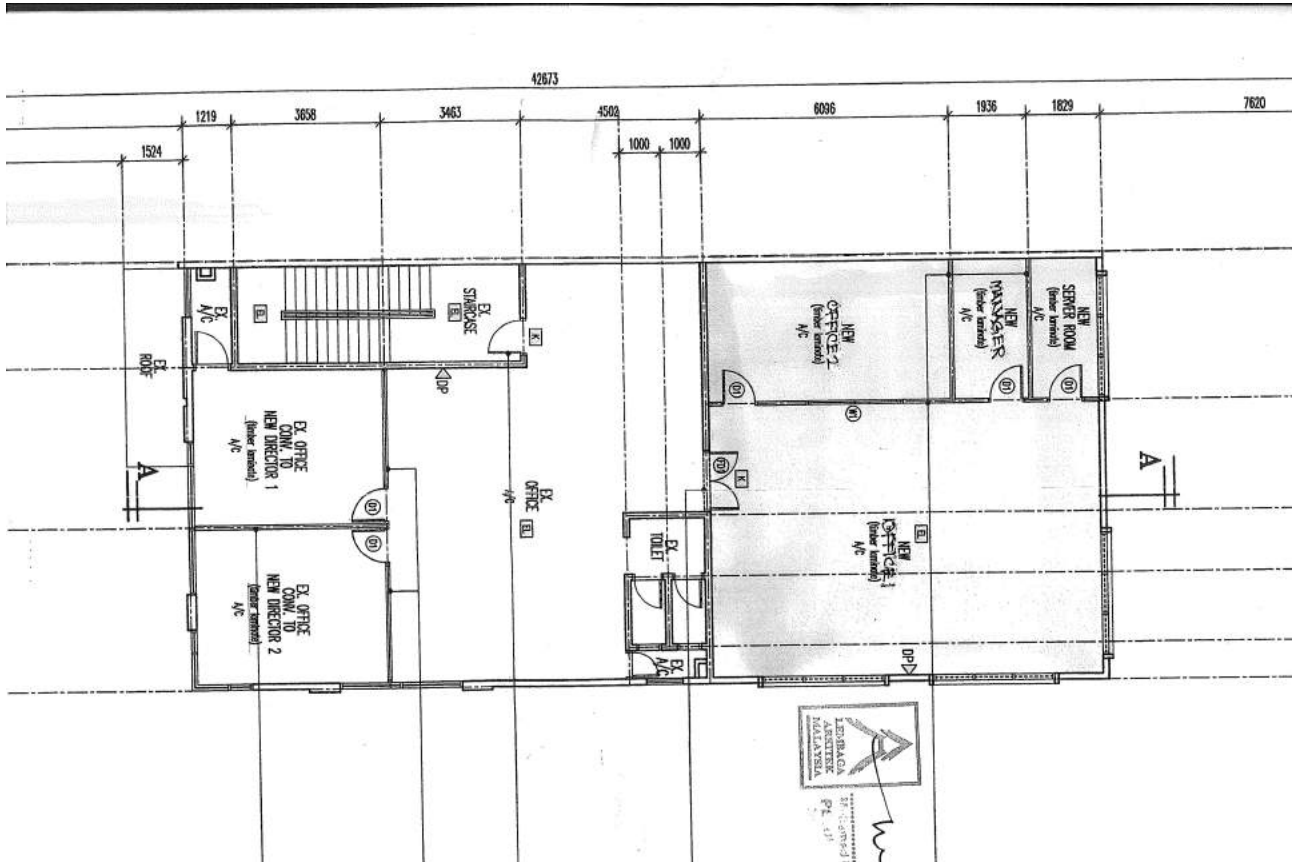 42673
1219
3658
3463
4502
6096
1936
1829
7620
1524
1000
1000
EX.
A/C
EL
EX.
STAIRCASE
EL
K
DP
EX.
ROOF
A
EX. OFFICE
CONV. TO
NEW DIRECTOR 1
(timber laminate)
A/C
D1
D1
EX. OFFICE
CONV. TO
NEW DIRECTOR 2
(timber laminate)
A/C
EX.
OFFICE
A/C
EL
EX.
TOILET
EX.
A/C
NEW
OFFICE 2
(timber laminate)
A/C
D1
W1
NEW
MANAGER
(timber laminate)
A/C
D1
NEW
SERVER ROOM
(timber laminate)
A/C
D1
K
EL
NEW
OFFICE 1
(timber laminate)
A/C
DP
A
LEMBAGA
ARKITEK
MALAYSIA